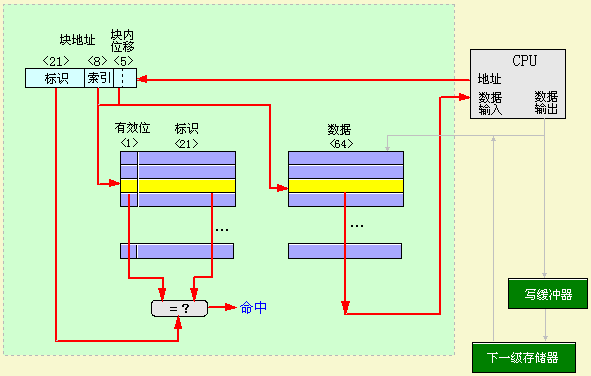 块地址
块内
位移
<21>
<8>
<5>
标识
索引
CPU
地址
数据
输入
数据
输出
有效位
<1>
标识
<21>
数据
<64>
...
...
= ?
命中
写缓冲器
下一级存储器